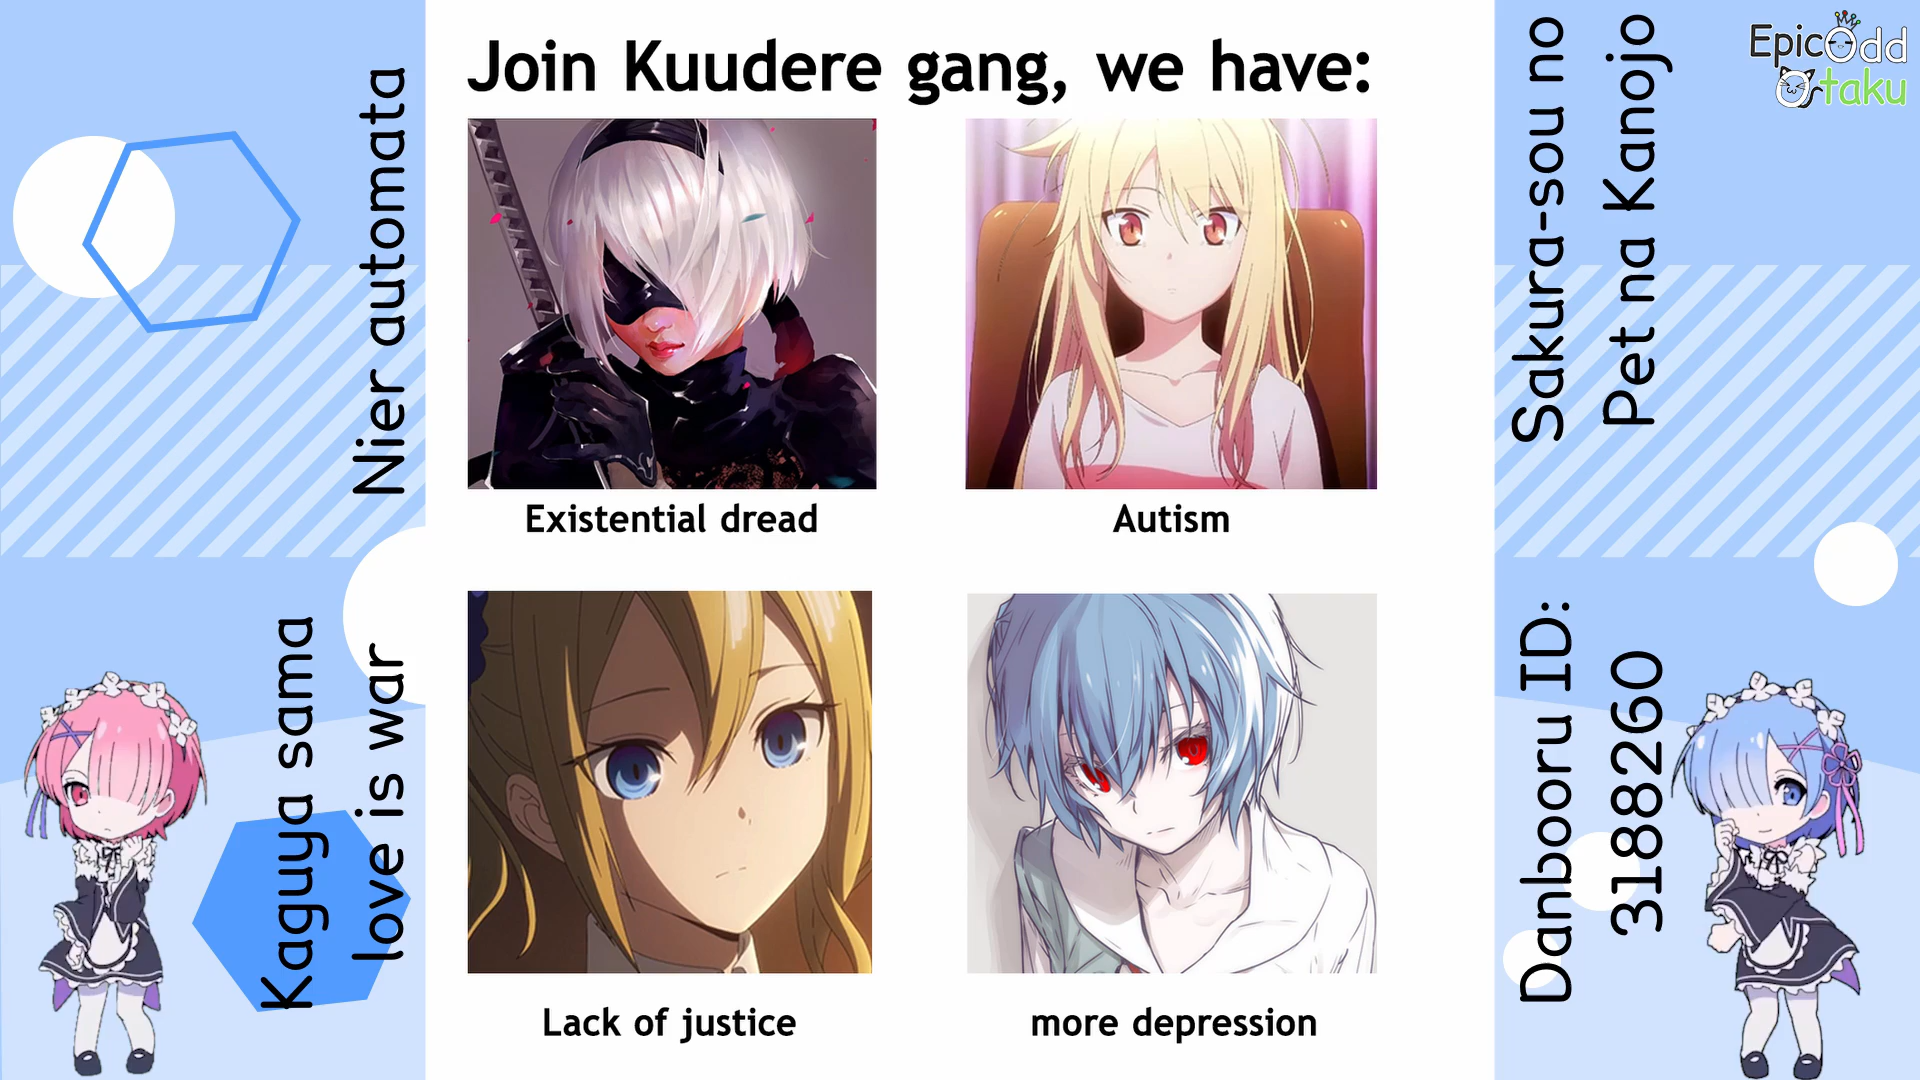 Join Kuudere gang, we have:
Existential dread
Autism
Lack of justice
more depression
Nier automata
Kaguya sama
love is war
Sakura-sou no
Pet na Kanojo
Danbooru ID:
3188260
EpicOdd
Otaku